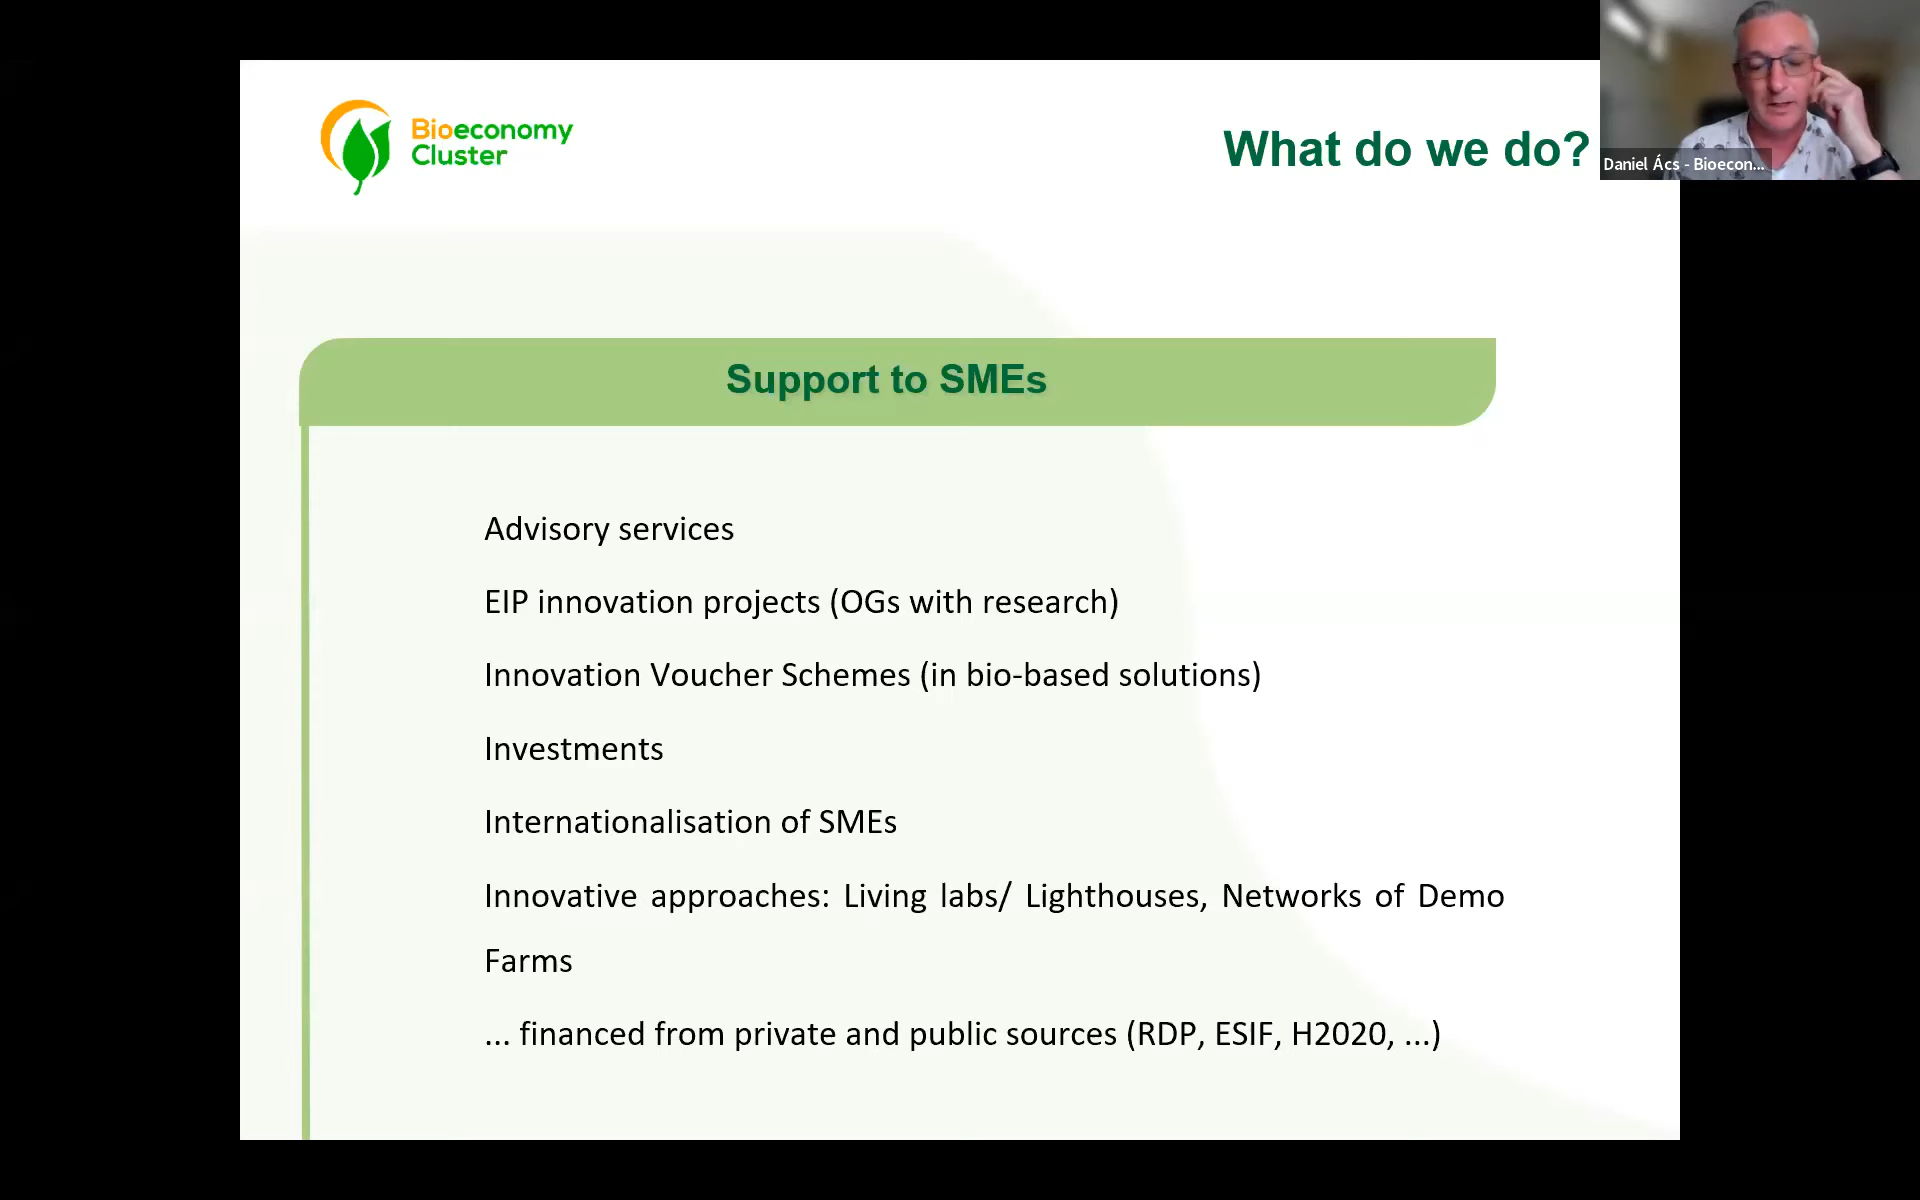 Bioeconomy
Cluster
What do we do?
Daniel Ács - Bioecon...
Support to SMEs
Advisory services
EIP innovation projects (OGs with research)
Innovation Voucher Schemes (in bio-based solutions)
Investments
Internationalisation of SMEs
Innovative approaches: Living labs/ Lighthouses, Networks of Demo
Farms
... financed from private and public sources (RDP, ESIF, H2020, ...)